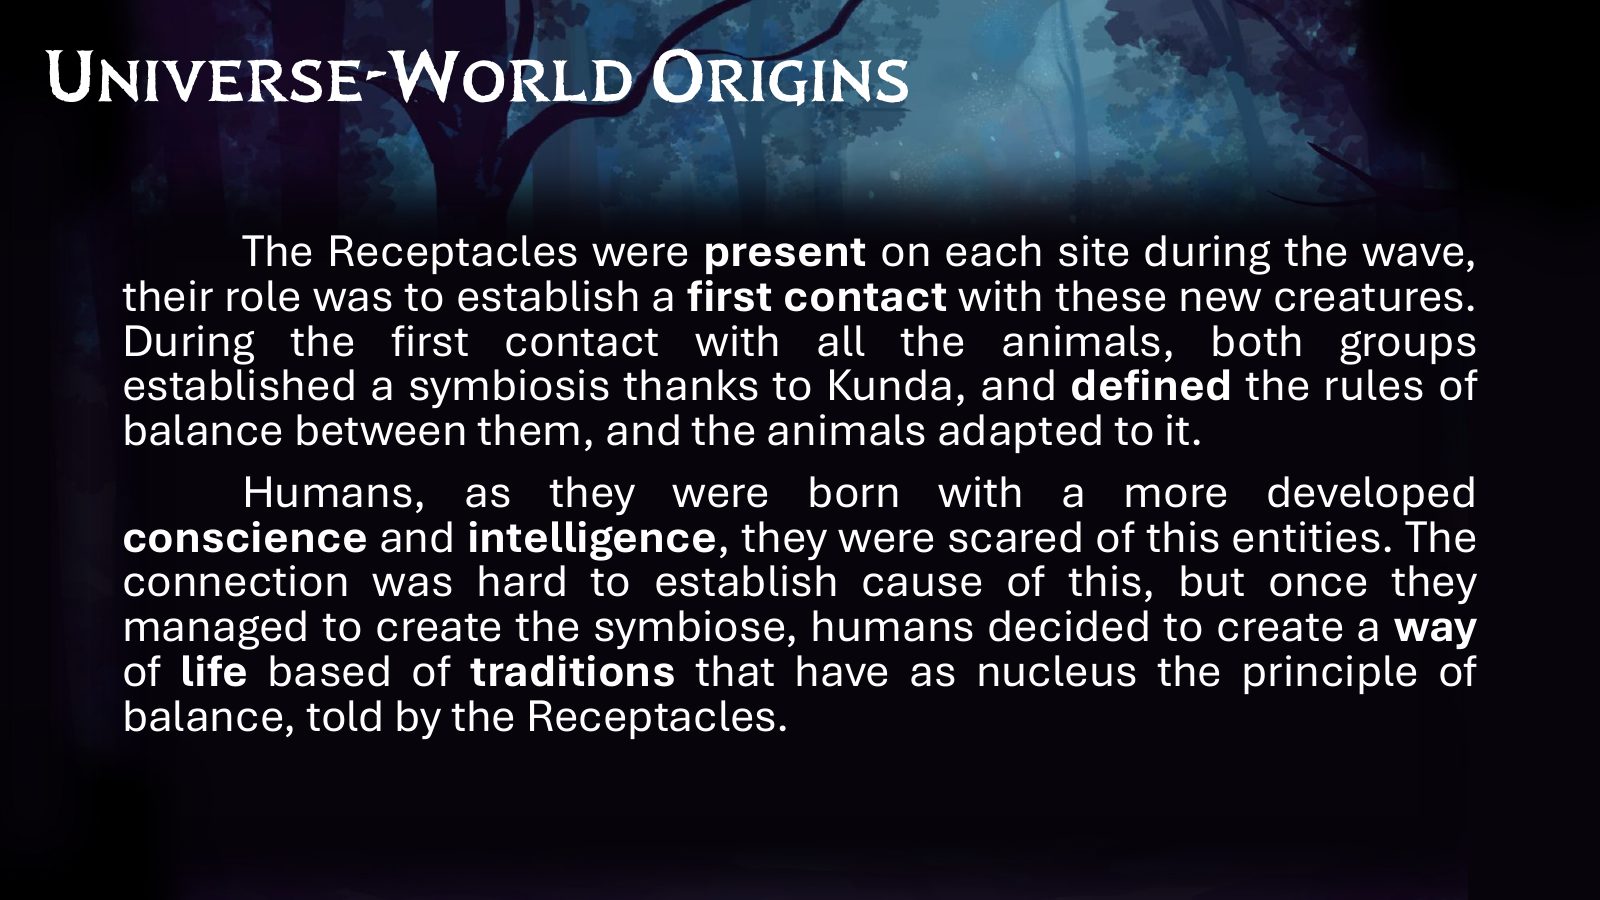 Universe-World Origins
The Receptacles were present on each site during the wave,
their role was to establish a first contact with these new creatures.
During the first contact with all the animals, both groups
established a symbiosis thanks to Kunda, and defined the rules of
balance between them, and the animals adapted to it.
Humans, as they were born with a more developed
conscience and intelligence, they were scared of this entities. The
connection was hard to establish cause of this, but once they
managed to create the symbiose, humans decided to create a way
of life based of traditions that have as nucleus the principle of
balance, told by the Receptacles.